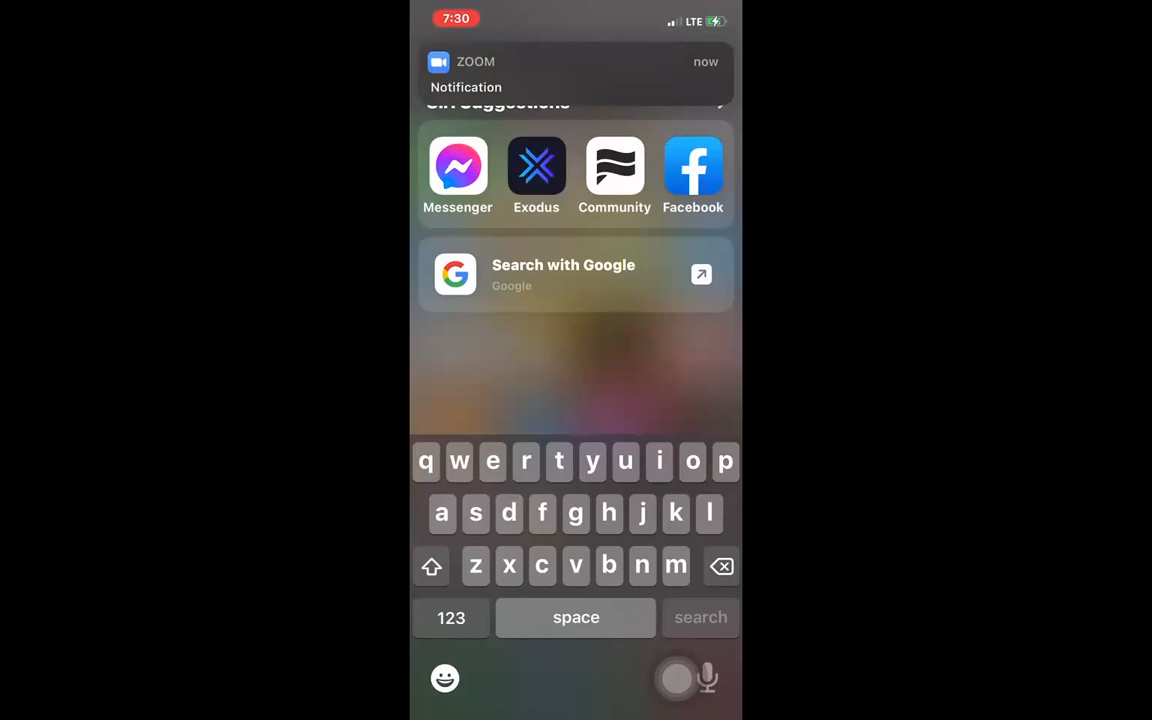 7:30
LTE
ZOOM
now
Notification
Siri Suggestions
Messenger
Exodus
Community
Facebook
Search with Google
Google
q w e r t y u i o p
a s d f g h j k l
z x c v b n m
123
space
search